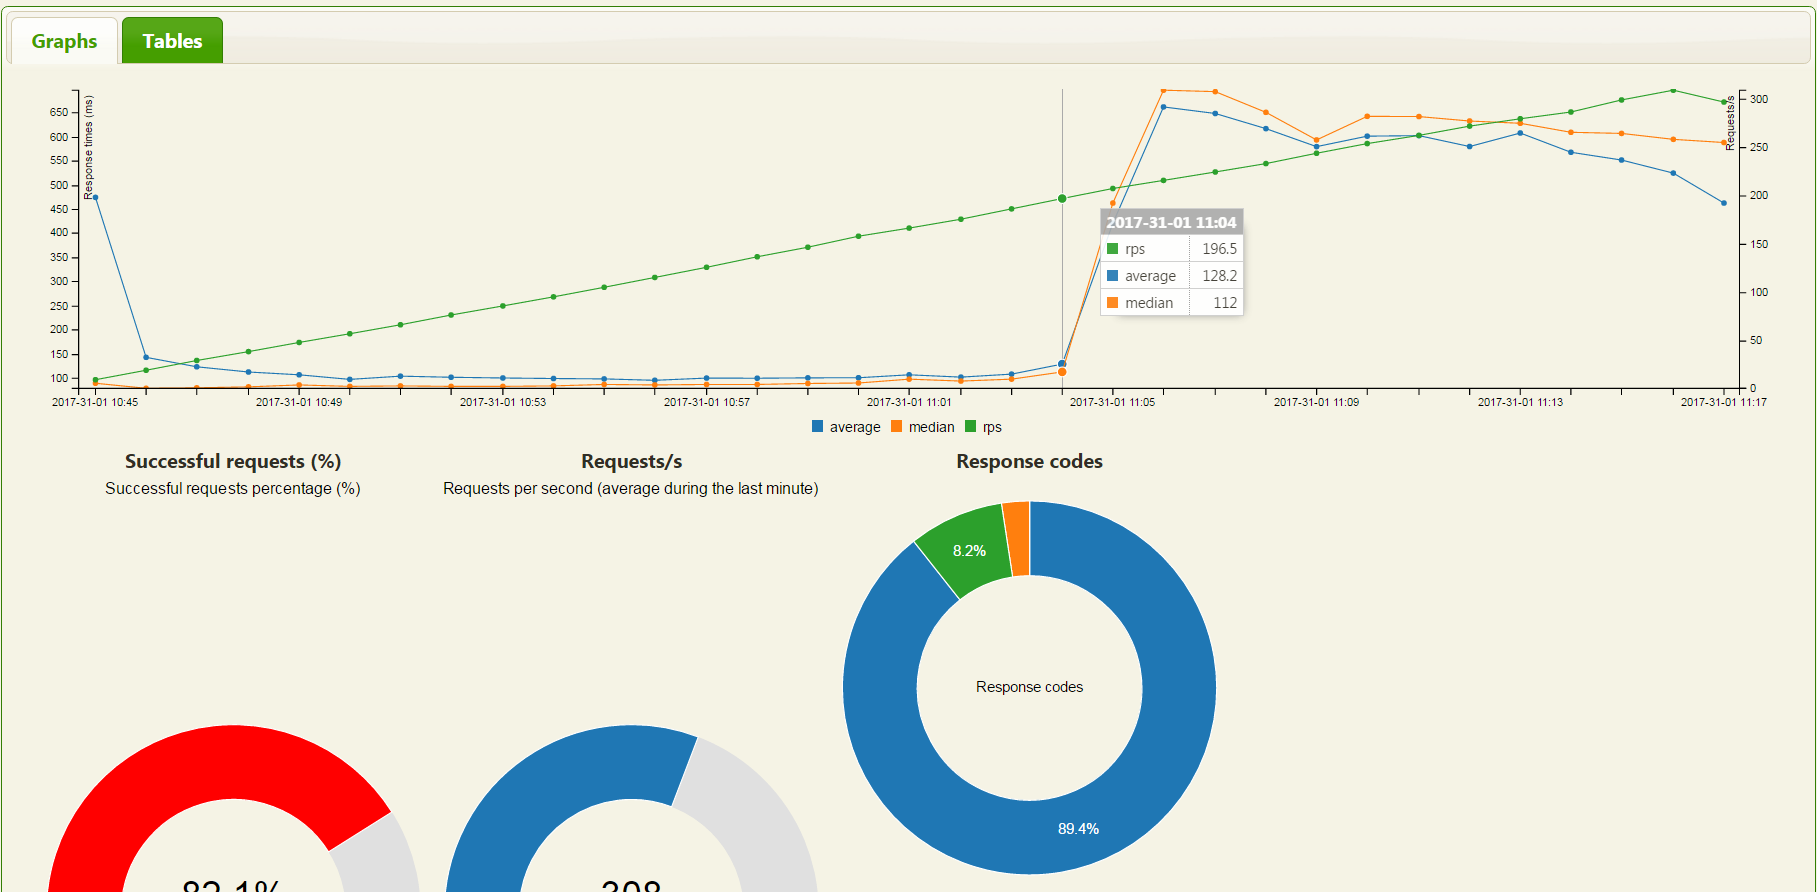 Graphs
Tables
Response times (ms)
650
600
550
500
450
400
350
300
250
200
150
100
Requests/s
300
250
200
150
100
50
0
2017-31-01 11:04
rps 196.5
average 128.2
median 112
2017-31-01 10:45
2017-31-01 10:49
2017-31-01 10:53
2017-31-01 10:57
2017-31-01 11:01
2017-31-01 11:05
2017-31-01 11:09
2017-31-01 11:13
2017-31-01 11:17
average median rps
Successful requests (%)
Successful requests percentage (%)
82.1%
Requests/s
Requests per second (average during the last minute)
308
Response codes
8.2%
Response codes
89.4%